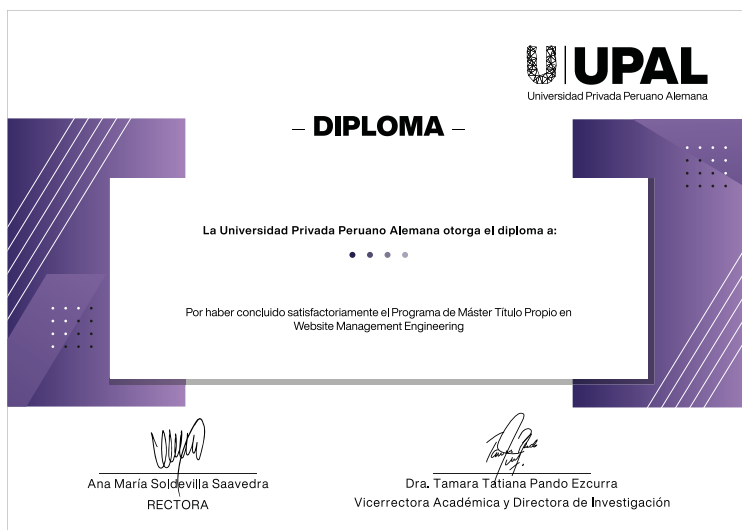 UPAL
Universidad Privada Peruano Alemana
– DIPLOMA –
La Universidad Privada Peruano Alemana otorga el diploma a:
Por haber concluido satisfactoriamente el Programa de Máster Título Propio en
Website Management Engineering
Ana María Soldevilla Saavedra
RECTORA
Dra. Tamara Tatiana Pando Ezcurra
Vicerrectora Académica y Directora de Investigación